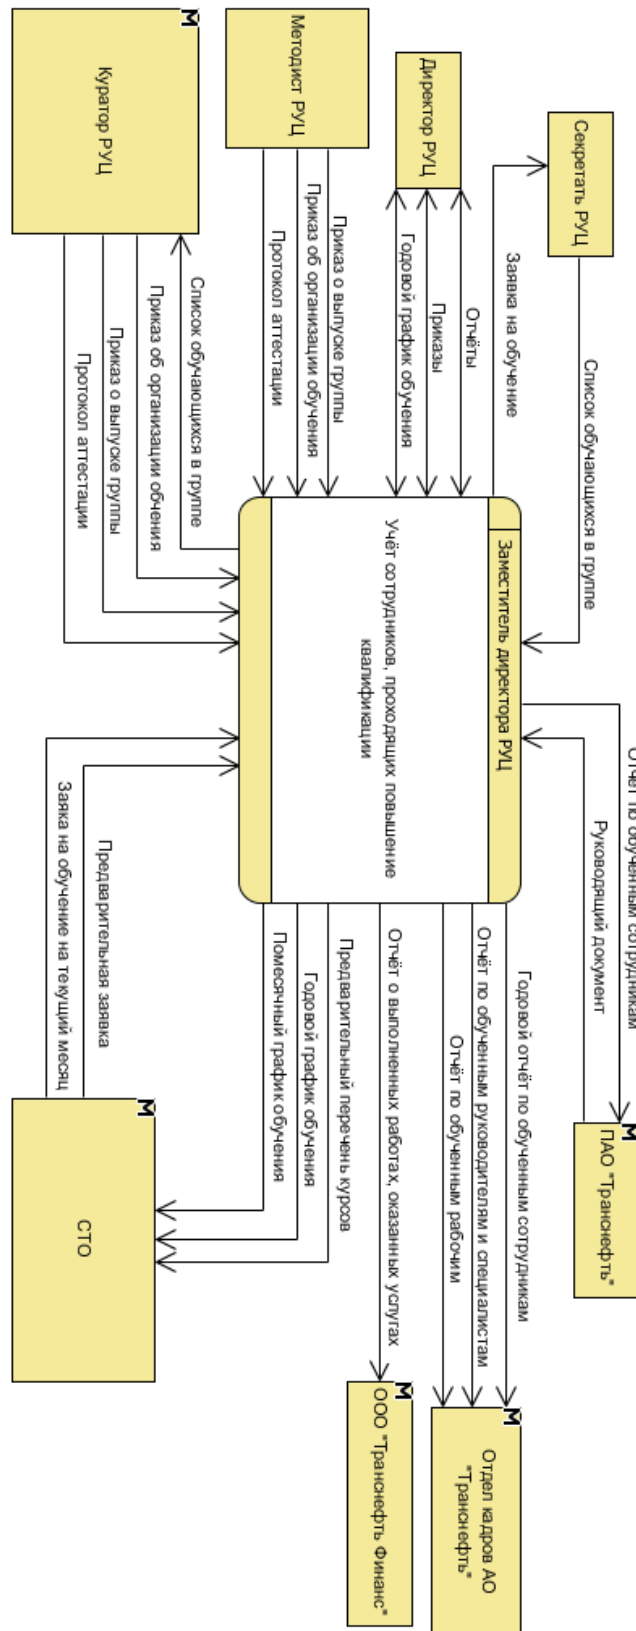 М
Куратор РУЦ
Методист РУЦ
Директор РУЦ
Секретать РУЦ
Протокол аттестации
Приказ о выпуске группы
Приказ об организации обчения
Список обучающихся в группе
Протокол аттестации
Приказ об организации обучения
Приказ о выпуске группы
Годовой график обучения
Приказы
Отчёты
Заявка на обучение
Список обучающихся в группе
Заместитель директора РУЦ
Учёт сотрудников, проходящих повышение
квалификации
Отчёт по обученным сотрудникам
Руководящий документ
М
ПАО "Транснефть"
Годовой отчёт по обученным сотрудникам
Отчёт по обученным руководителям и специалистам
Отчёт по обученным рабочим
М
Отдел кадров АО
"Транснефть"
Отчёт о выполненных работах, оказанных услугах
М
ООО "Транснефть Финанс"
Предварительный перечень курсов
Годовой график обучения
Помесячный график обучения
Предварительная заявка
Заяка на обучение на текущий месяц
М
СТО